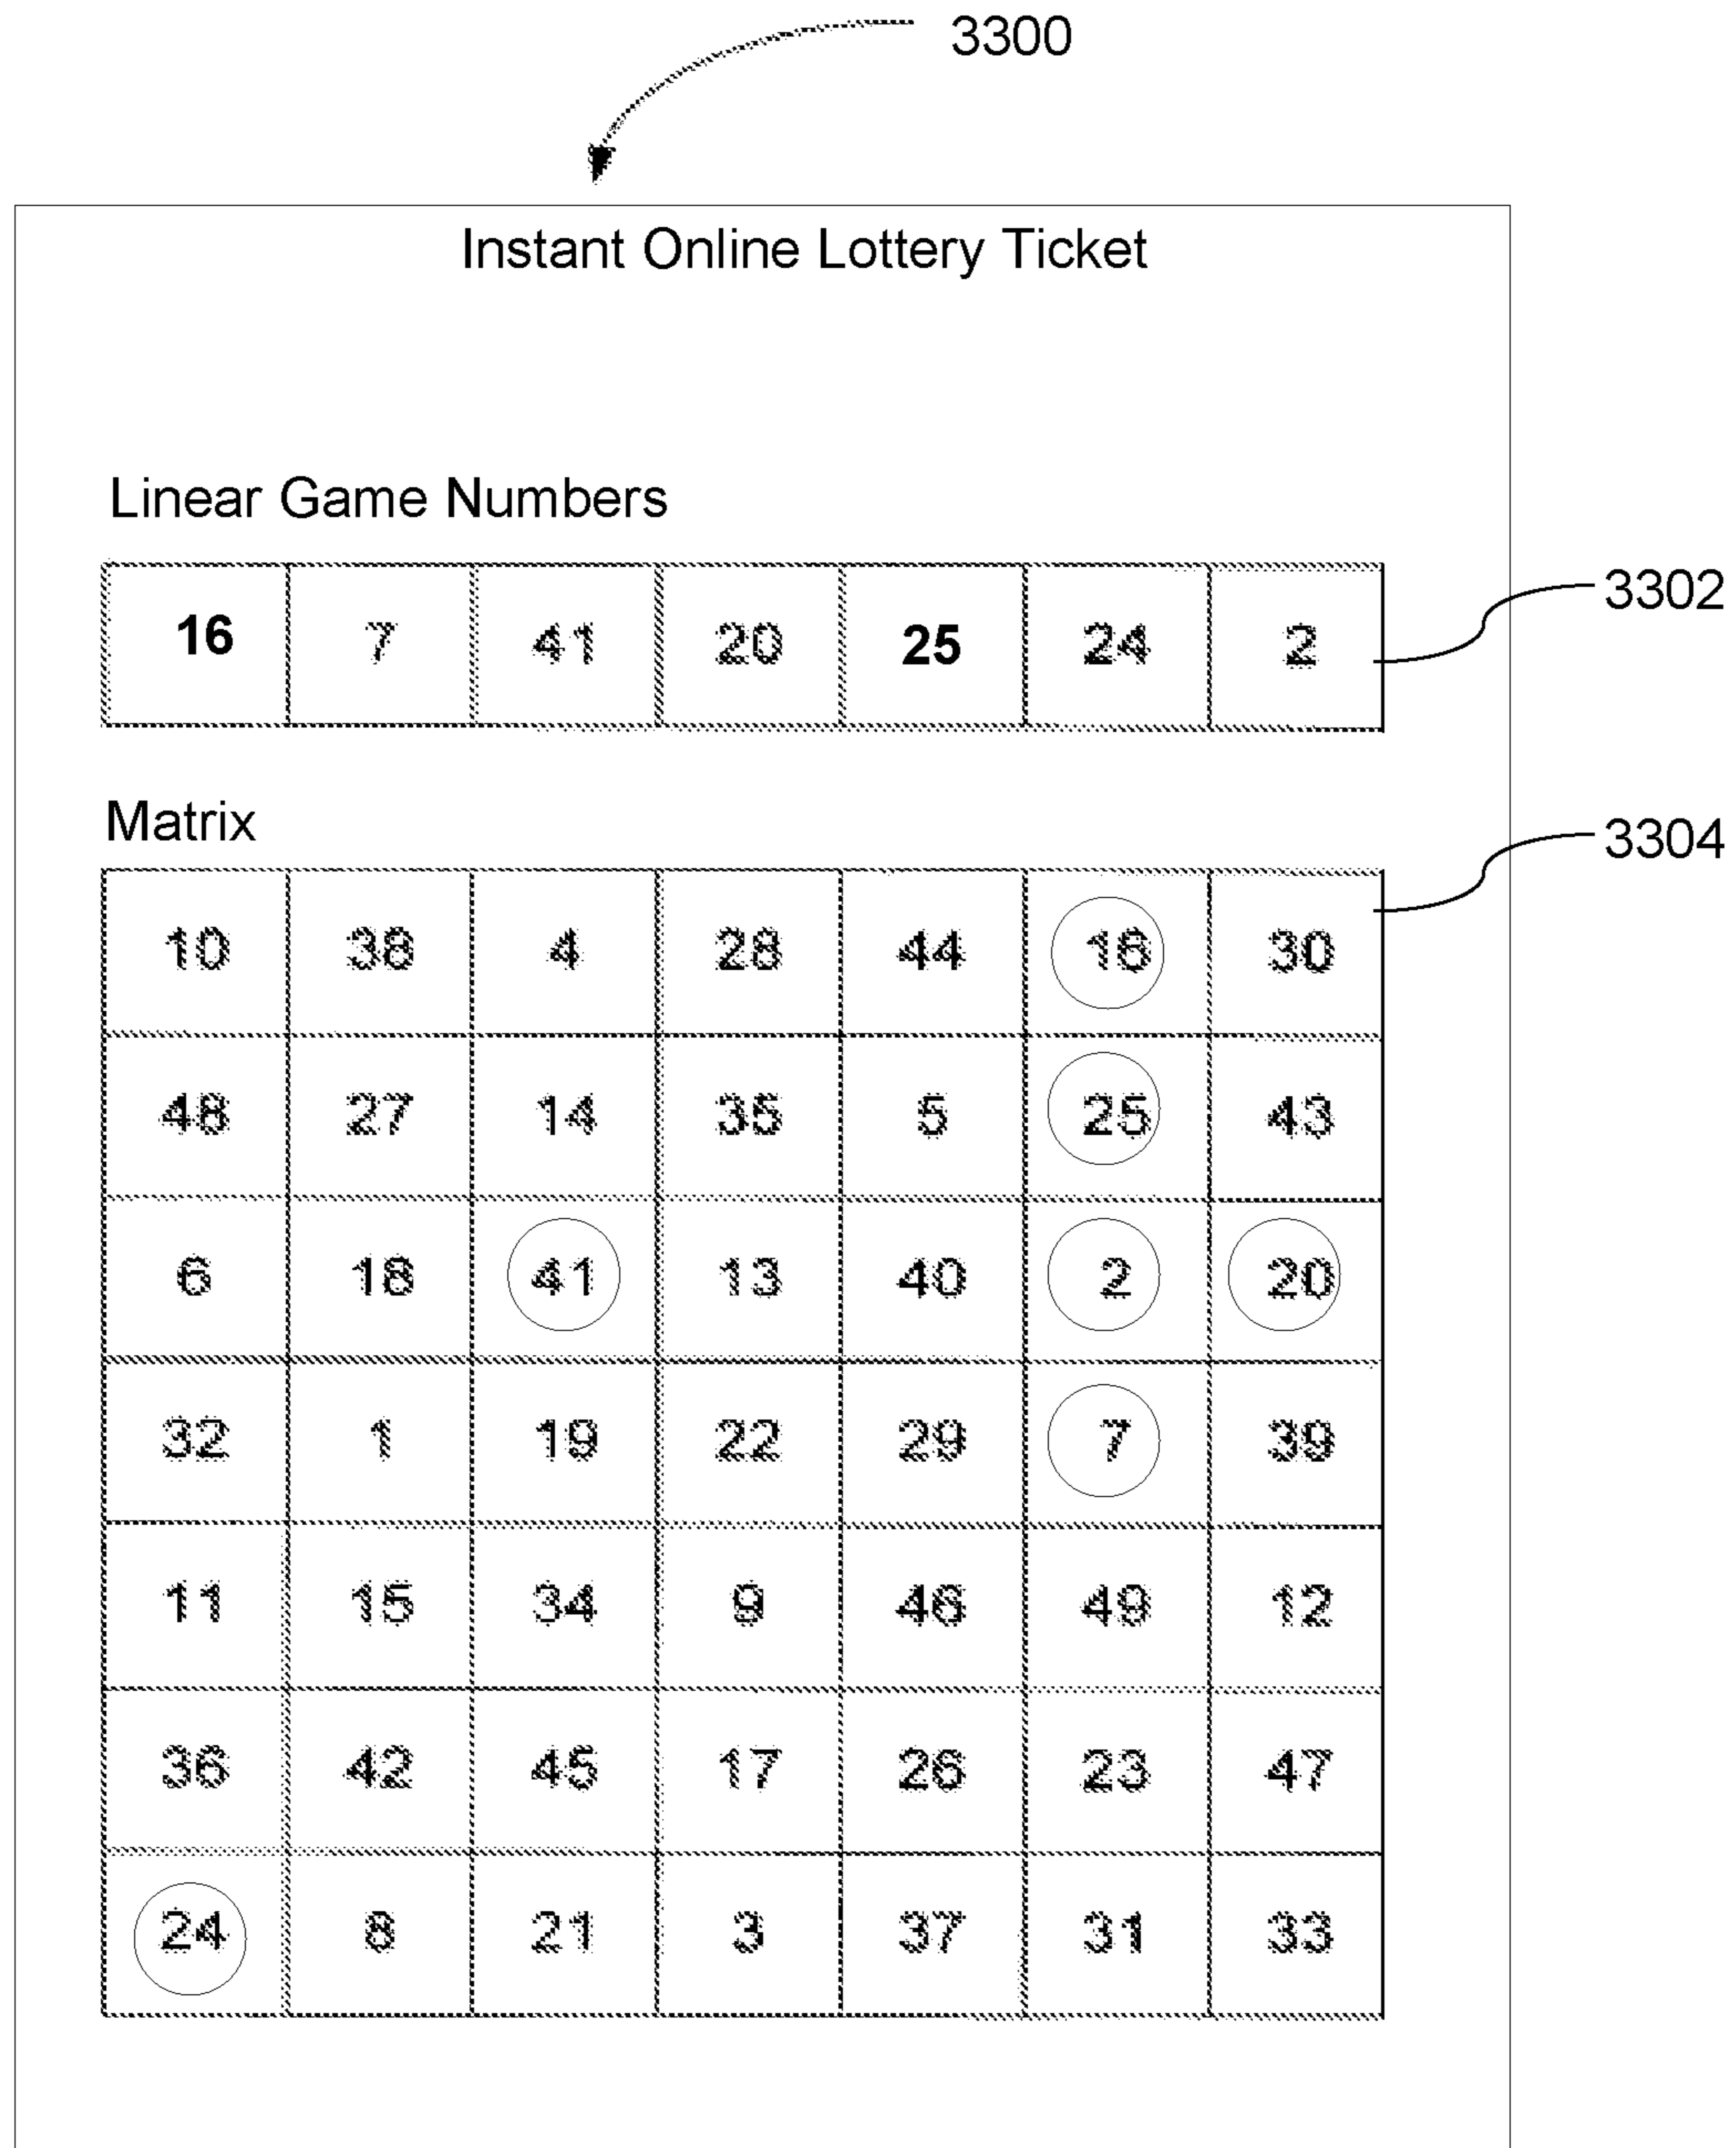 3300
Instant Online Lottery Ticket
Linear Game Numbers
16 7 41 20 25 24 2
3302
Matrix
3304
10 38 4 28 44 16 30
48 27 14 35 5 25 43
6 18 41 13 40 2 20
32 1 19 22 29 7 39
11 15 34 9 46 49 12
36 42 45 17 26 23 47
24 8 21 3 37 31 33